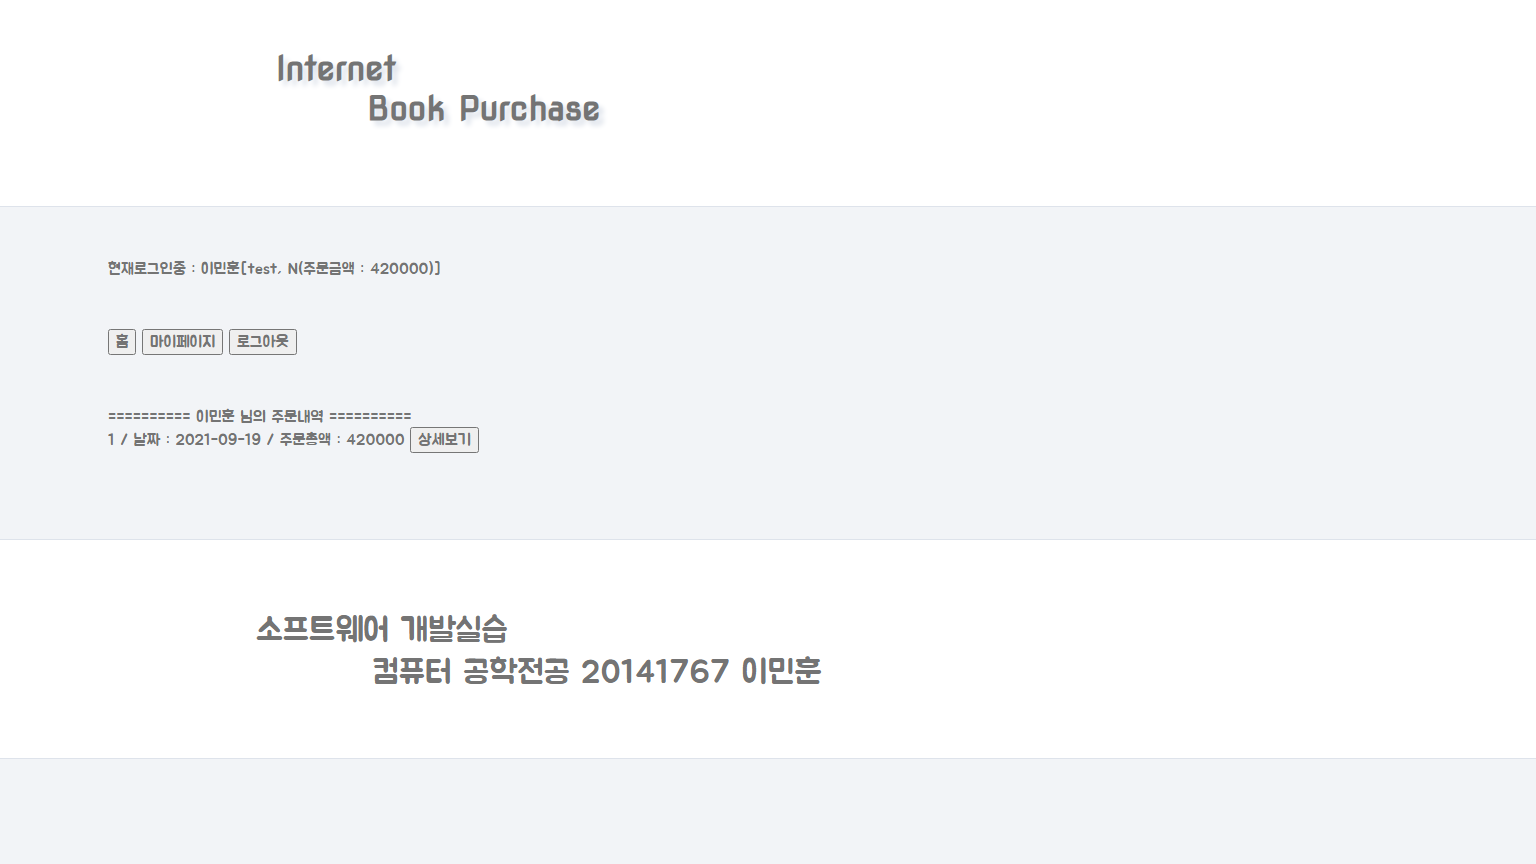 Internet
Book Purchase
현재로그인중 : 이민훈[test, N(주문금액 : 420000)]
홈 마이페이지 로그아웃
========== 이민훈 님의 주문내역 ==========
1 / 날짜 : 2021-09-19 / 주문총액 : 420000 상세보기
소프트웨어 개발실습
컴퓨터 공학전공 20141767 이민훈